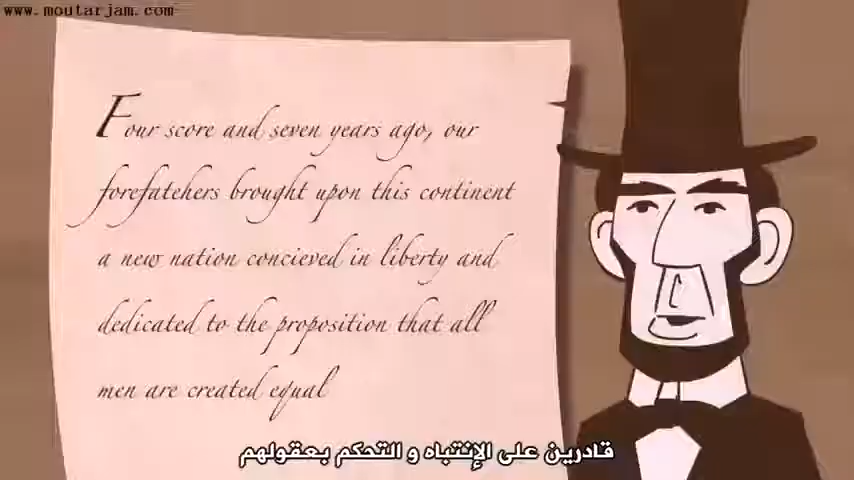 www.moutarjam.com
Four score and seven years ago, our
forefatehers brought upon this continent
a new nation concieved in liberty and
dedicated to the proposition that all
men are created equal
قادرين على الإنتباه و التحكم بعقولهم